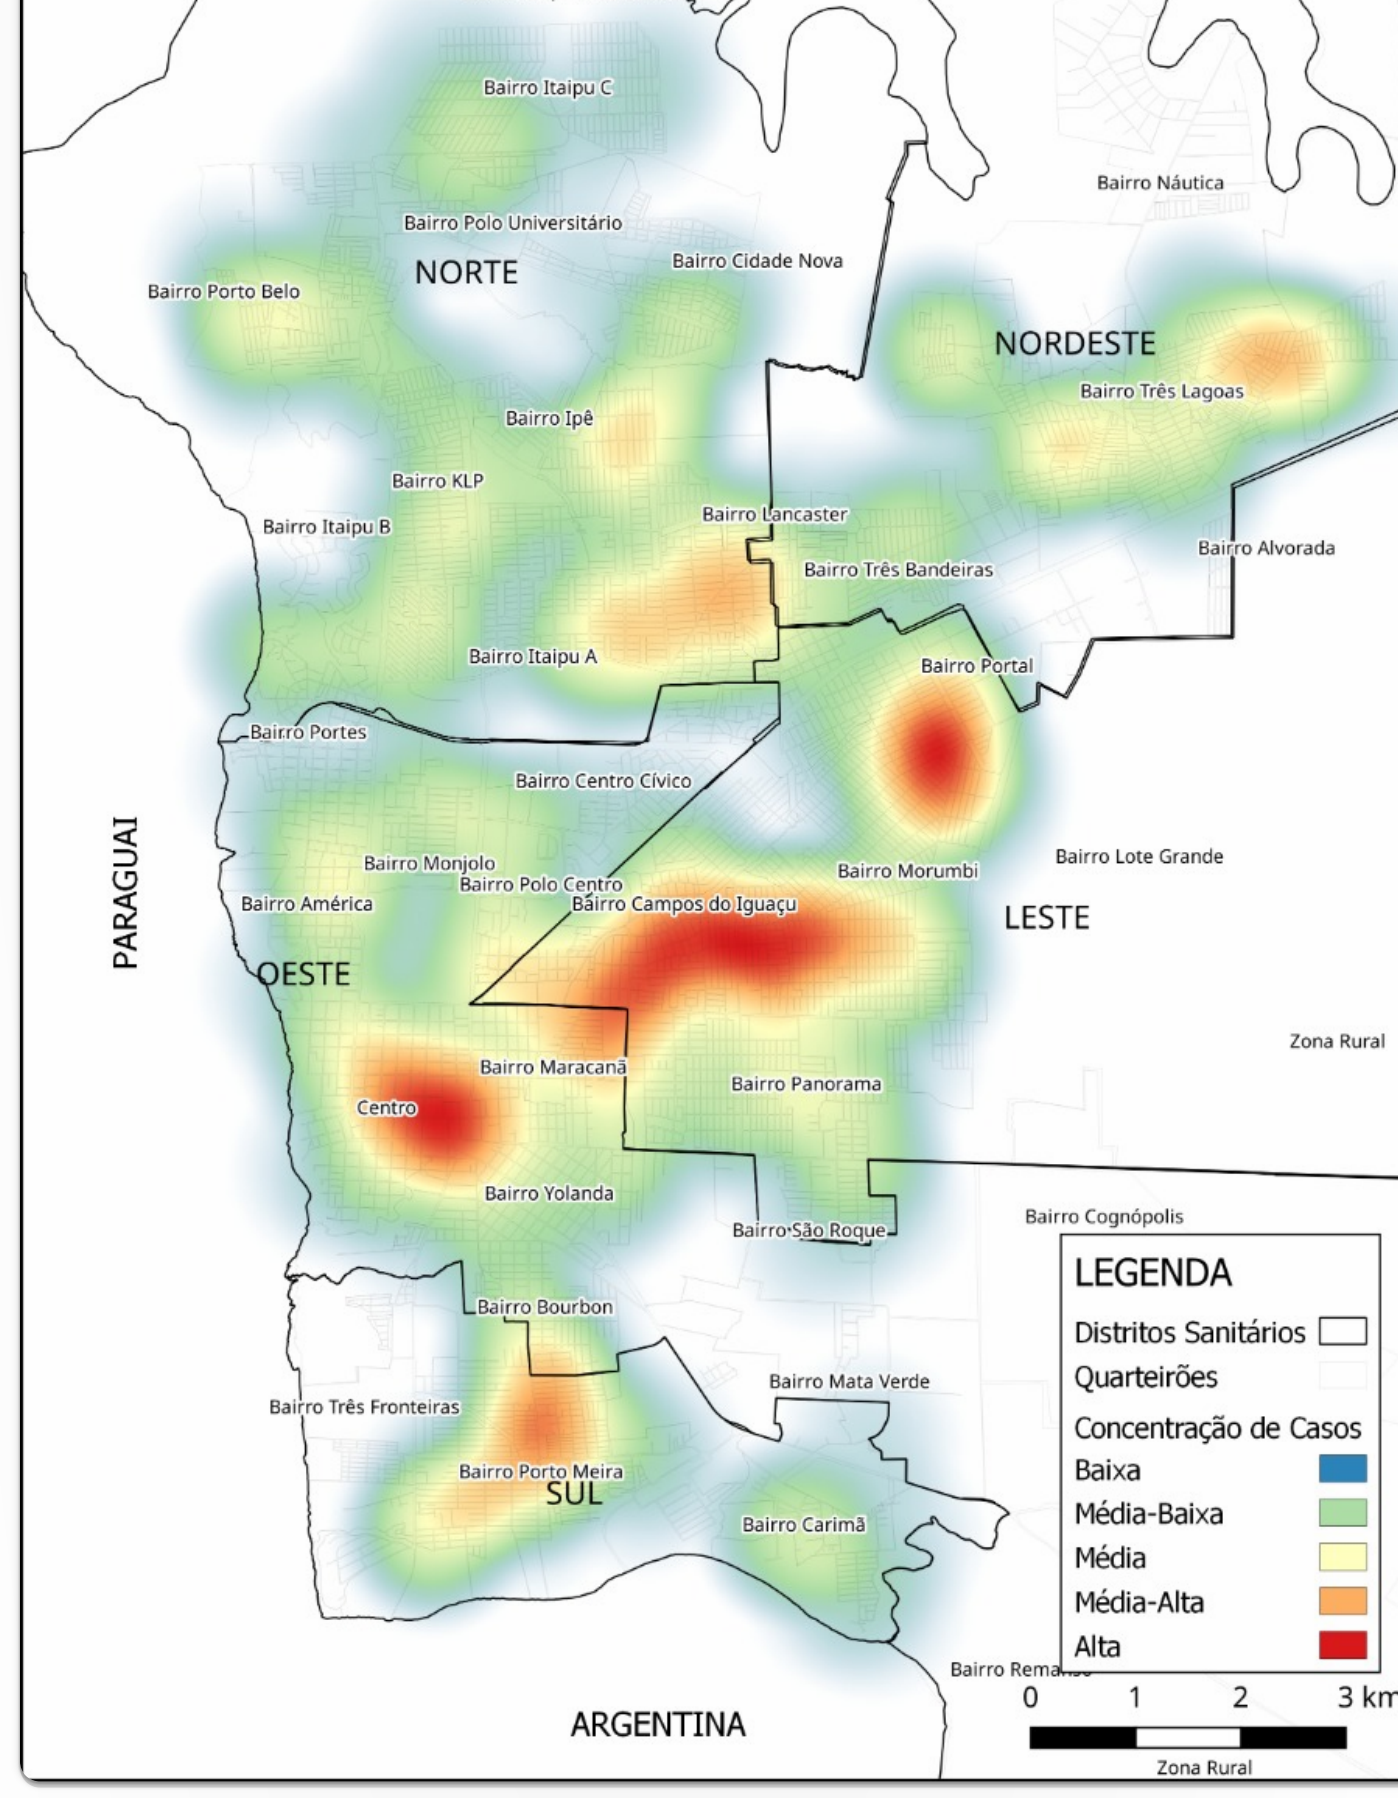 Bairro Itaipu C
Bairro Náutica
Bairro Polo Universitário
Bairro Cidade Nova
NORTE
Bairro Porto Belo
NORDESTE
Bairro Três Lagoas
Bairro Ipê
Bairro KLP
Bairro Lancaster
Bairro Itaipu B
Bairro Alvorada
Bairro Três Bandeiras
Bairro Itaipu A
Bairro Portal
Bairro Portes
Bairro Centro Cívico
PARAGUAI
Bairro Lote Grande
Bairro Monjolo
Bairro Morumbi
Bairro Polo Centro
Bairro América
Bairro Campos do Iguaçu
LESTE
OESTE
Zona Rural
Bairro Maracanã
Bairro Panorama
Centro
Bairro Yolanda
Bairro Cognópolis
Bairro São Roque
Bairro Bourbon
Bairro Mata Verde
Bairro Três Fronteiras
Bairro Porto Meira
SUL
Bairro Carimã
LEGENDA
Distritos Sanitários
Quarteirões
Concentração de Casos
Baixa
Média-Baixa
Média
Média-Alta
Alta
Bairro
0 1 2 3 km
ARGENTINA
Zona Rural